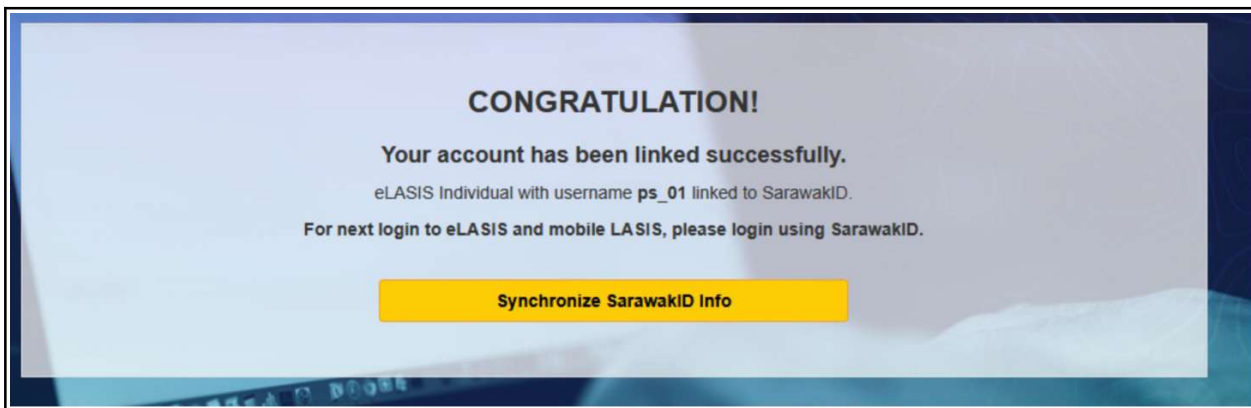 CONGRATULATION!
Your account has been linked successfully.
eLASIS Individual with username ps_01 linked to SarawakID.
For next login to eLASIS and mobile LASIS, please login using SarawakID.
Synchronize SarawakID Info